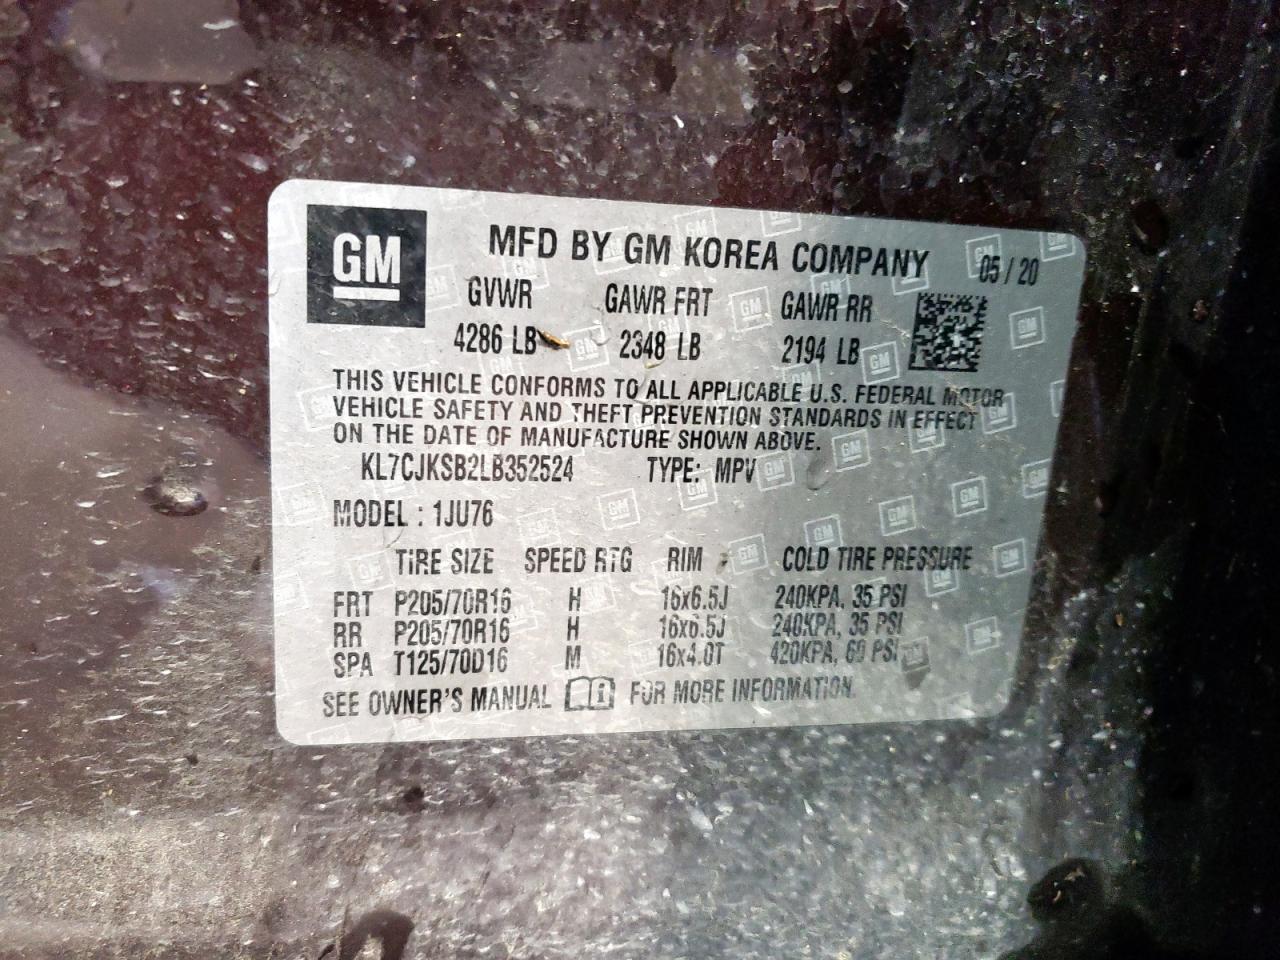 GM
MFD BY GM KOREA COMPANY 05 / 20
GVWR GAWR FRT GAWR RR
4286 LB 2348 LB 2194 LB
THIS VEHICLE CONFORMS TO ALL APPLICABLE U.S. FEDERAL MOTOR
VEHICLE SAFETY AND THEFT PREVENTION STANDARDS IN EFFECT
ON THE DATE OF MANUFACTURE SHOWN ABOVE.
KL7CJKSB2LB352524 TYPE: MPV
MODEL : 1JU76
TIRE SIZE SPEED RTG RIM COLD TIRE PRESSURE
FRT P205/70R16 H 16x6.5J 240KPA, 35 PSI
RR P205/70R16 H 16x6.5J 240KPA, 35 PSI
SPA T125/70D16 M 16x4.0T 420KPA, 60 PSI
SEE OWNER'S MANUAL FOR MORE INFORMATION.